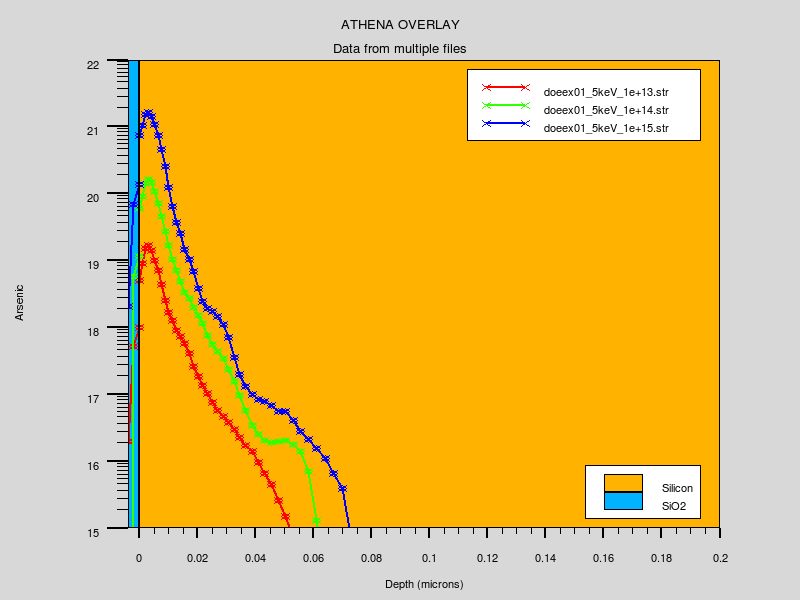 ATHENA OVERLAY
Data from multiple files
doeex01_5keV_1e+13.str
doeex01_5keV_1e+14.str
doeex01_5keV_1e+15.str
22
21
20
19
18
17
16
15
Arsenic
Silicon
SiO2
0
0.02
0.04
0.06
0.08
0.1
0.12
0.14
0.16
0.18
0.2
Depth (microns)